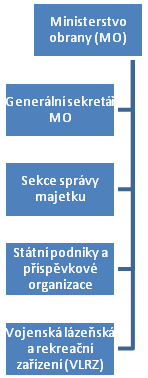 Ministerstvo
obrany (MO)
Generální sekretář
MO
Sekce správy
majetku
Státní podniky a
příspěvkové
organizace
Vojenská lázeňská
a rekreační
zařízení (VLRZ)